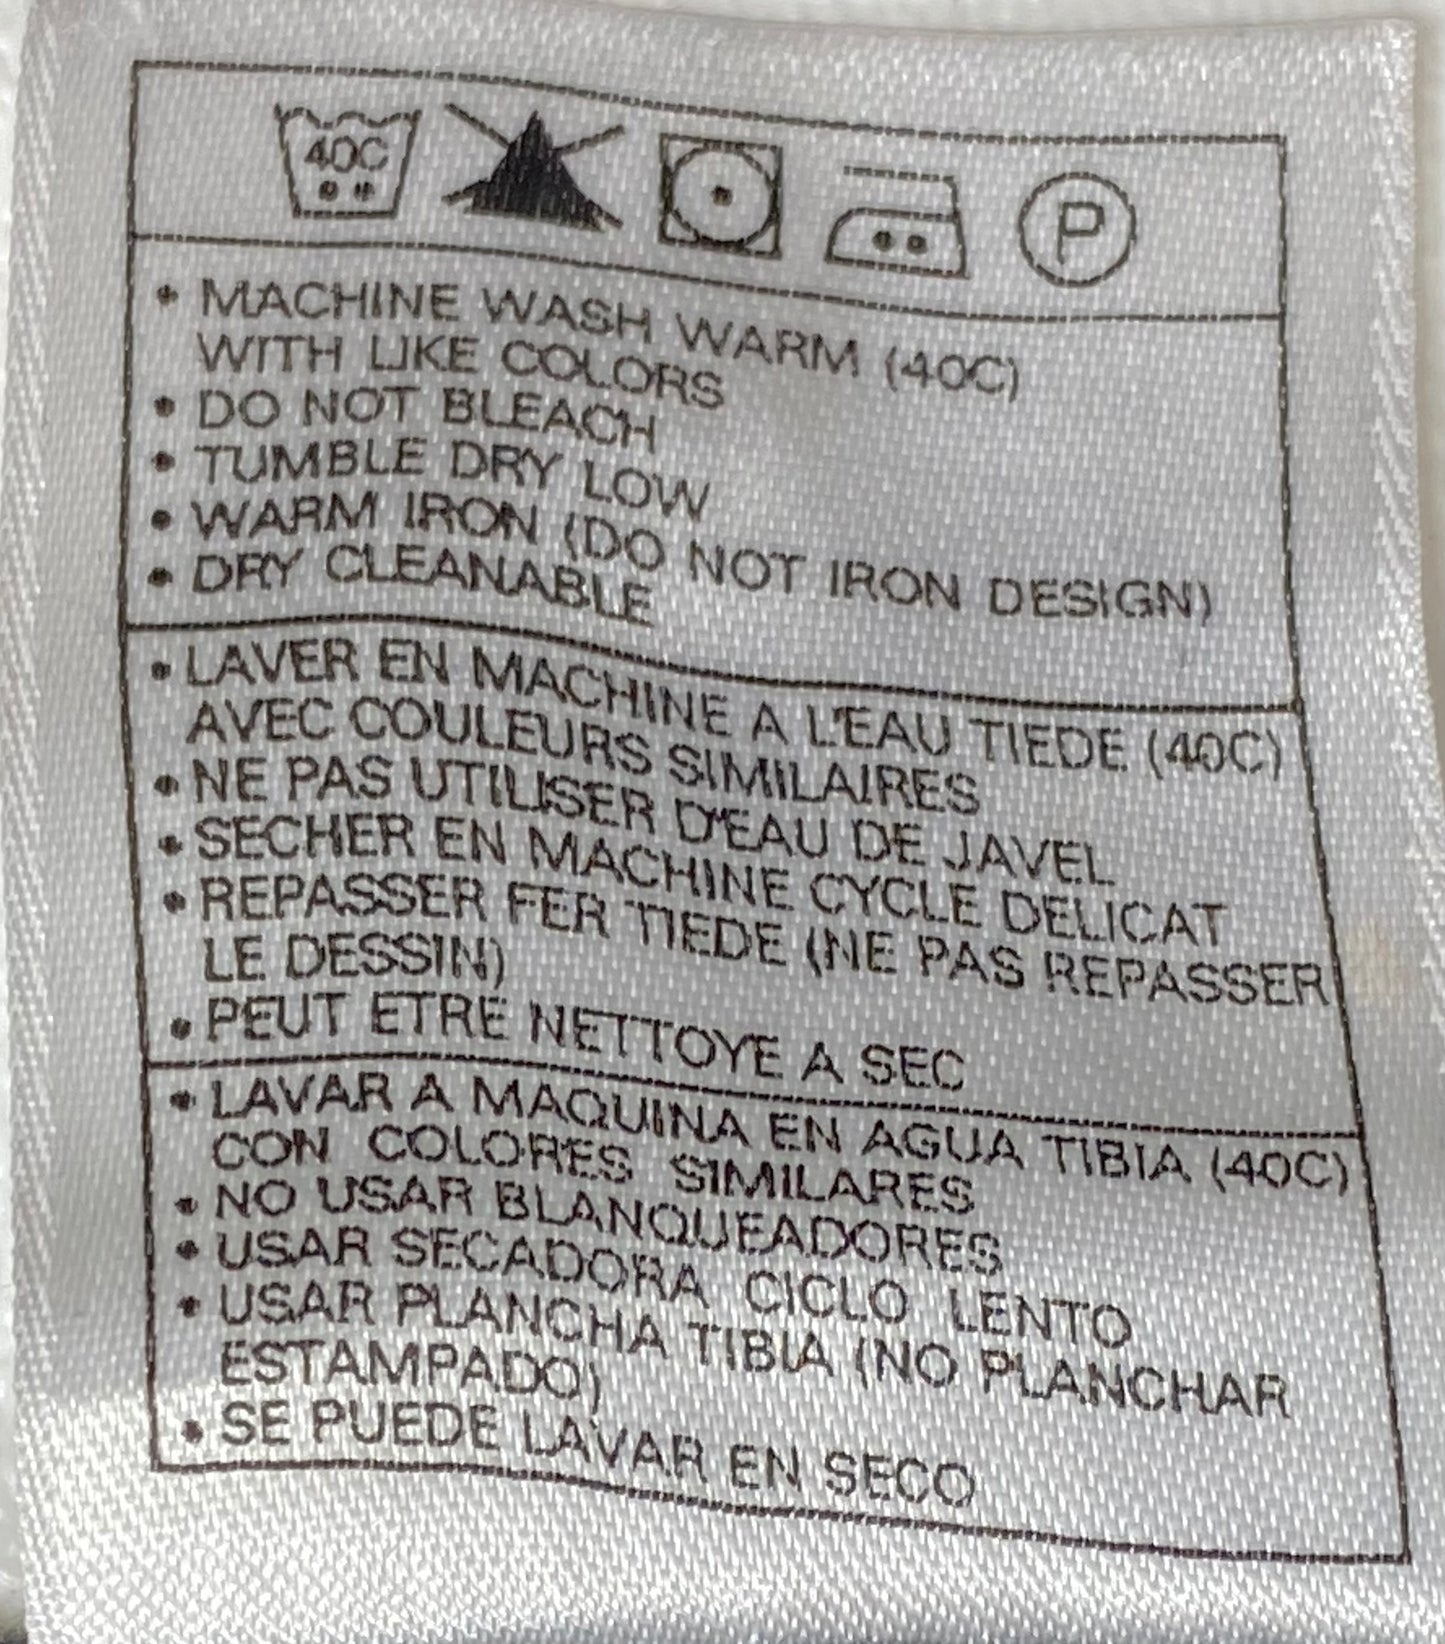 40C
P
• MACHINE WASH WARM (40C)
WITH LIKE COLORS
• DO NOT BLEACH
• TUMBLE DRY LOW
• WARM IRON (DO NOT IRON DESIGN)
• DRY CLEANABLE
• LAVER EN MACHINE A L'EAU TIEDE (40C)
AVEC COULEURS SIMILAIRES
• NE PAS UTILISER D'EAU DE JAVEL
• SECHER EN MACHINE CYCLE DELICAT
• REPASSER FER TIEDE (NE PAS REPASSER
LE DESSIN)
• PEUT ETRE NETTOYE A SEC
• LAVAR A MAQUINA EN AGUA TIBIA (40C)
CON COLORES SIMILARES
• NO USAR BLANQUEADORES
• USAR SECADORA CICLO LENTO
• USAR PLANCHA TIBIA (NO PLANCHAR
ESTAMPADO)
• SE PUEDE LAVAR EN SECO